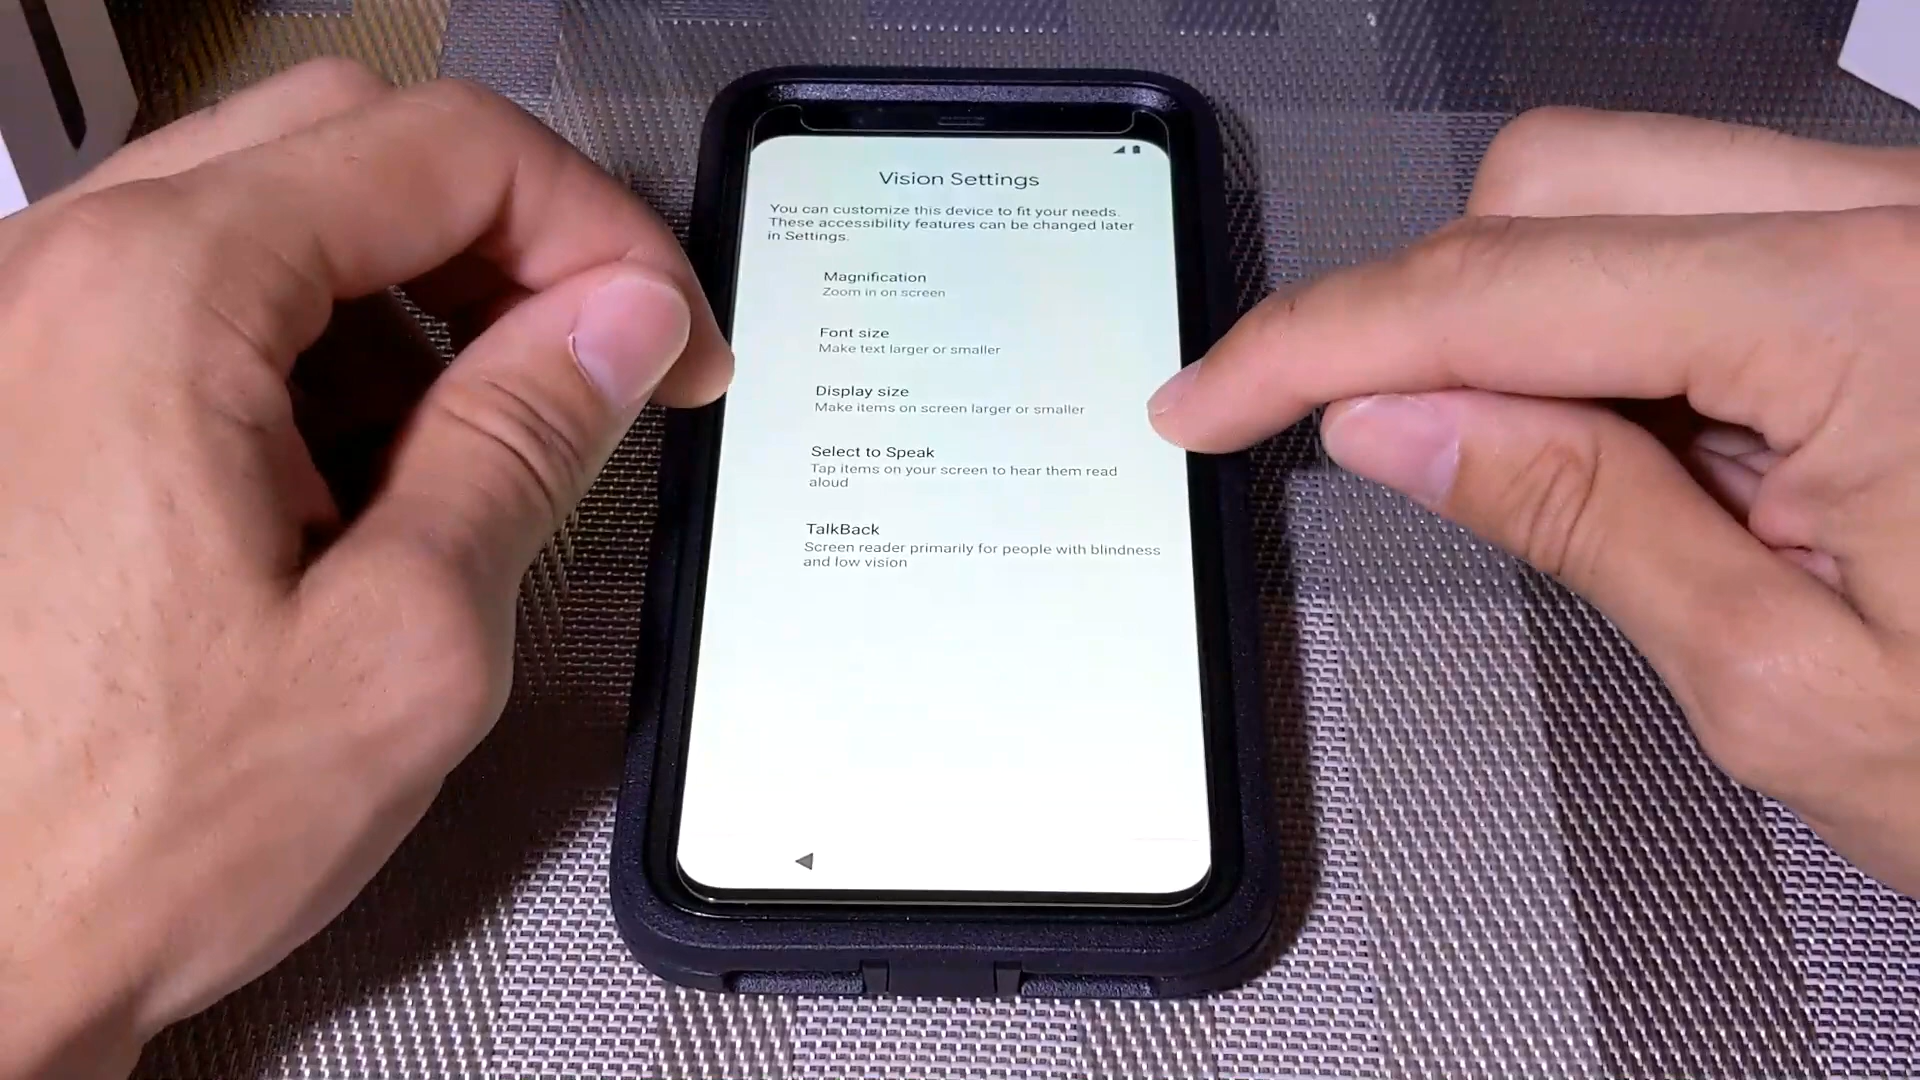 Vision Settings
You can customize this device to fit your needs.
These accessibility features can be changed later
in Settings.
Magnification
Zoom in on screen
Font size
Make text larger or smaller
Display size
Make items on screen larger or smaller
Select to Speak
Tap items on your screen to hear them read
aloud
TalkBack
Screen reader primarily for people with blindness
and low vision